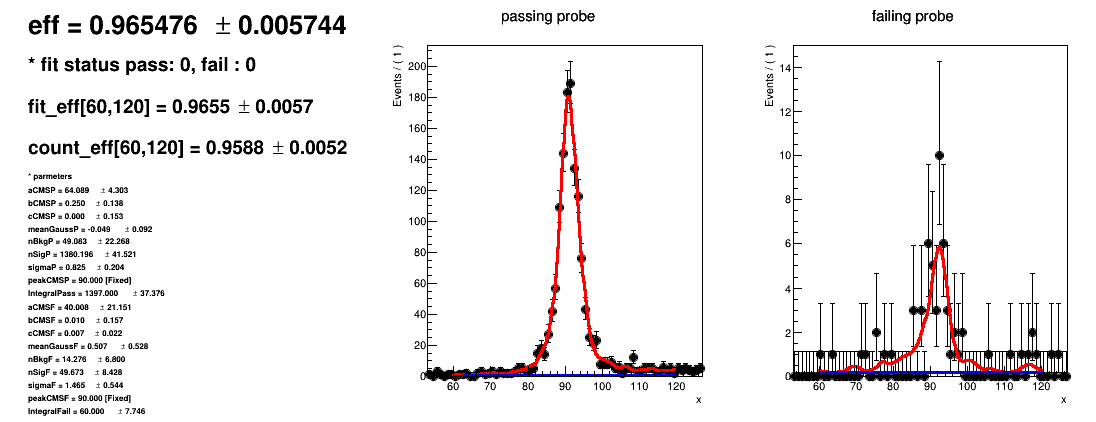 eff = 0.965476 ± 0.005744
* fit status pass: 0, fail : 0
fit_eff[60,120] = 0.9655 ± 0.0057
count_eff[60,120] = 0.9588 ± 0.0052
* parmeters
aCMSP = 64.089 ± 4.303
bCMSP = 0.250 ± 0.138
cCMSP = 0.000 ± 0.153
meanGaussP = -0.049 ± 0.092
nBkgP = 49.083 ± 22.268
nSigP = 1380.196 ± 41.521
sigmaP = 0.825 ± 0.204
peakCMSP = 90.000 [Fixed]
IntegralPass = 1397.000 ± 37.376
aCMSF = 40.008 ± 21.151
bCMSF = 0.010 ± 0.157
cCMSF = 0.007 ± 0.022
meanGaussF = 0.507 ± 0.528
nBkgF = 14.276 ± 6.800
nSigF = 49.673 ± 8.428
sigmaF = 1.465 ± 0.544
peakCMSF = 90.000 [Fixed]
IntegralFail = 60.000 ± 7.746
passing probe
Events / ( 1 )
200
180
160
140
120
100
80
60
40
20
0
60 70 80 90 100 110 120
x
failing probe
Events / ( 1 )
14
12
10
8
6
4
2
0
60 70 80 90 100 110 120
x